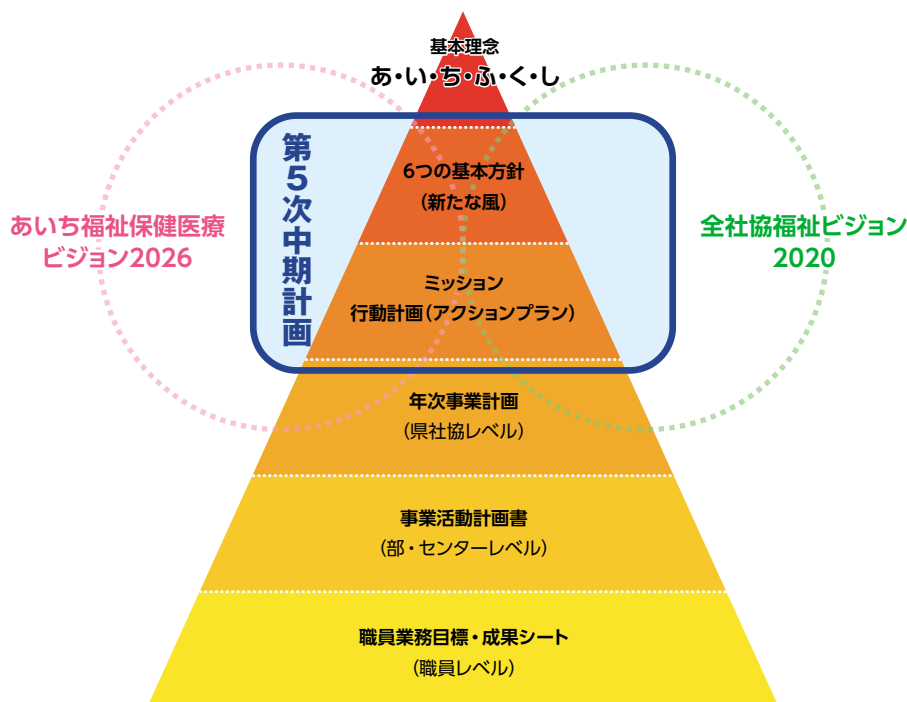 基本理念
あ・い・ち・ふ・く・し
第5次中期計画
6つの基本方針
（新たな風）
あいち福祉保健医療
ビジョン2026
全社協福祉ビジョン
2020
ミッション
行動計画（アクションプラン）
年次事業計画
（県社協レベル）
事業活動計画書
（部・センターレベル）
職員業務目標・成果シート
（職員レベル）